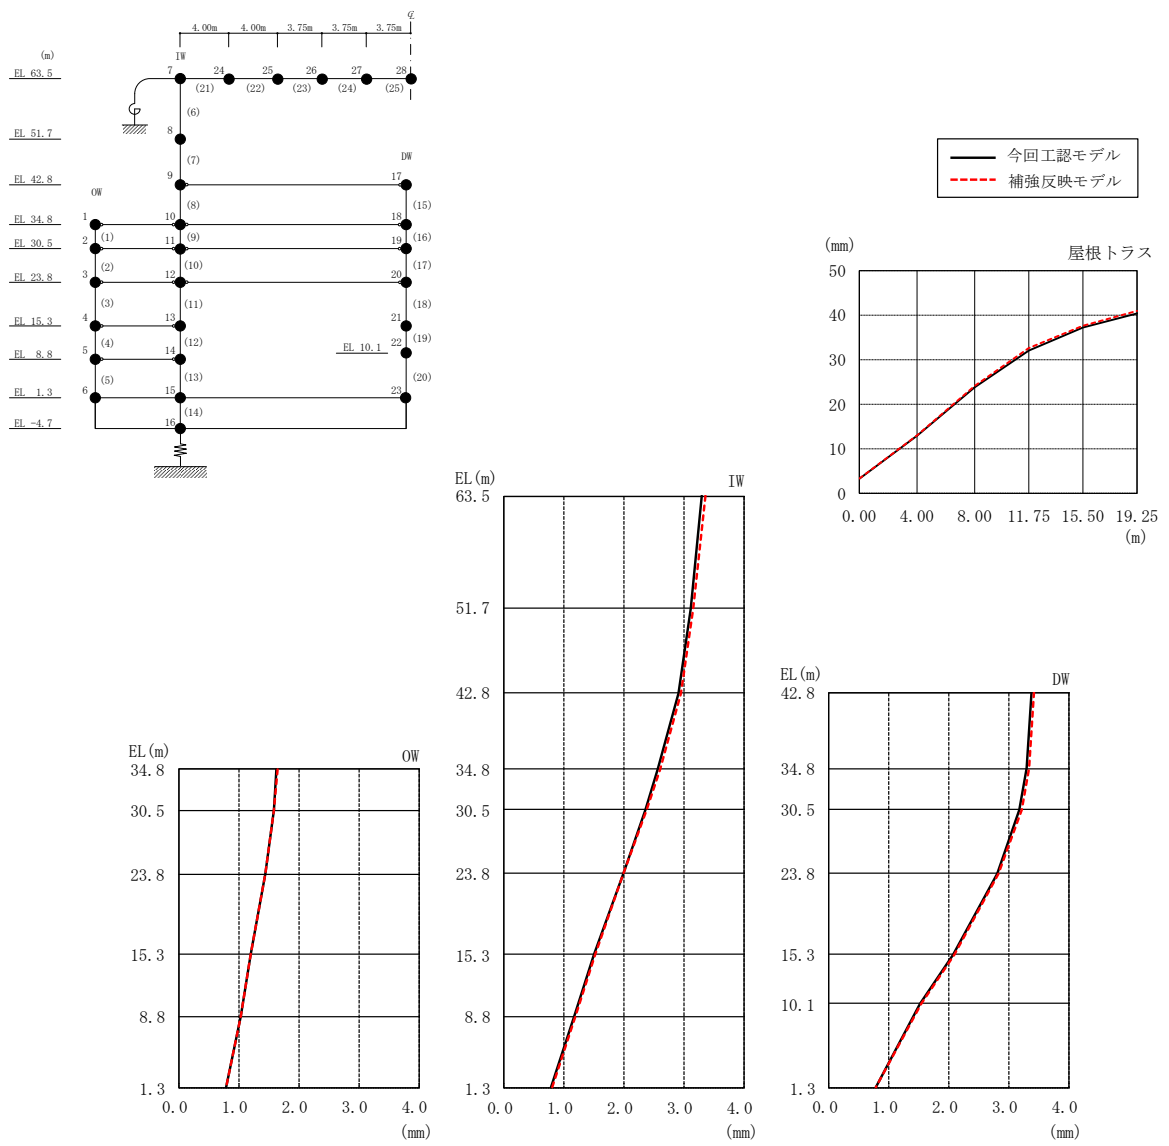 4.00m 4.00m 3.75m 3.75m 3.75m
(m)
IW
EL 63.5 7 24 25 26 27 28
(21) (22) (23) (24) (25)
(6)
EL 51.7 8
(7)
DW
EL 42.8 9 17
OW
(8) (15)
EL 34.8 1 10 18
(1) (9) (16)
EL 30.5 2 11 19
(2) (10) (17)
EL 23.8 3 12 20
(3) (11) (18)
EL 15.3 4 13 21
(4) (12) (19)
EL 10.1 22
EL 8.8 5 14
(5) (13) (20)
EL 1.3 6 15 23
(14)
EL -4.7 16
今回工認モデル
補強反映モデル
(mm)
屋根トラス
50
40
30
20
10
0
0.00 4.00 8.00 11.75 15.50 19.25
(m)
EL(m)
IW
63.5
51.7
42.8
34.8
30.5
23.8
15.3
8.8
1.3
0.0 1.0 2.0 3.0 4.0
(mm)
EL(m)
DW
42.8
34.8
30.5
23.8
15.3
10.1
1.3
0.0 1.0 2.0 3.0 4.0
(mm)
EL(m)
OW
34.8
30.5
23.8
15.3
8.8
1.3
0.0 1.0 2.0 3.0 4.0
(mm)